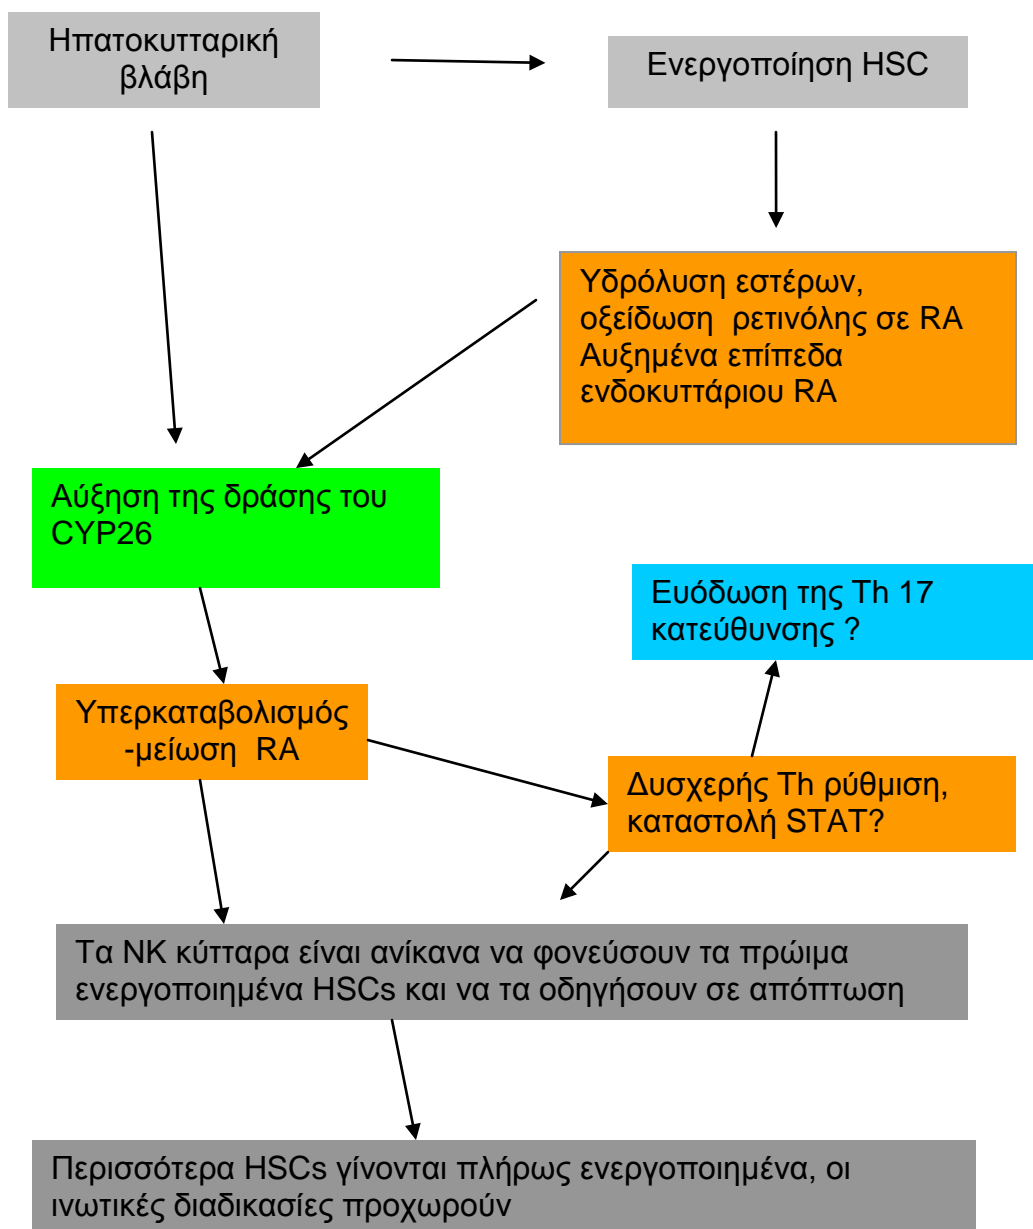 Ηπατοκυτταρική
βλάβη
Ενεργοποίηση HSC
Υδρόλυση εστέρων,
οξείδωση ρετινόλης σε RA
Αυξημένα επίπεδα
ενδοκυττάριου RA
Αύξηση της δράσης του
CYP26
Ευόδωση της Th 17
κατεύθυνσης ?
Υπερκαταβολισμός
-μείωση RA
Δυσχερής Th ρύθμιση,
καταστολή STAT?
Τα NK κύτταρα είναι ανίκανα να φονεύσουν τα πρώιμα
ενεργοποιημένα HSCs και να τα οδηγήσουν σε απόπτωση
Περισσότερα HSCs γίνονται πλήρως ενεργοποιημένα, οι
ινωτικές διαδικασίες προχωρούν